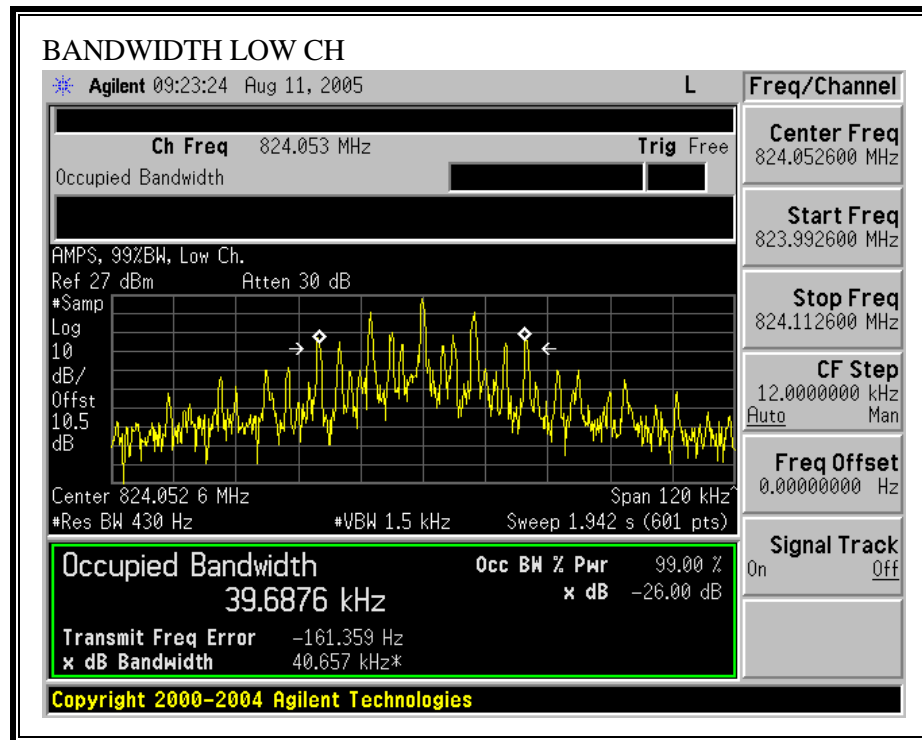 BANDWIDTH LOW CH
Agilent 09:23:24 Aug 11, 2005 L
Freq/Channel
Ch Freq 824.053 MHz Trig Free
Occupied Bandwidth
AMPS, 99%BW, Low Ch.
Ref 27 dBm Atten 30 dB
#Samp
Log
10
dB/
Offst
10.5
dB
Center 824.052 6 MHz Span 120 kHz^
#Res BW 430 Hz #VBW 1.5 kHz Sweep 1.942 s (601 pts)
Occupied Bandwidth
39.6876 kHz
Occ BW % Pwr 99.00 %
x dB -26.00 dB
Transmit Freq Error -161.359 Hz
x dB Bandwidth 40.657 kHz*
Center Freq
824.052600 MHz
Start Freq
823.992600 MHz
Stop Freq
824.112600 MHz
CF Step
12.0000000 kHz
Auto Man
Freq Offset
0.00000000 Hz
Signal Track
On Off
Copyright 2000-2004 Agilent Technologies